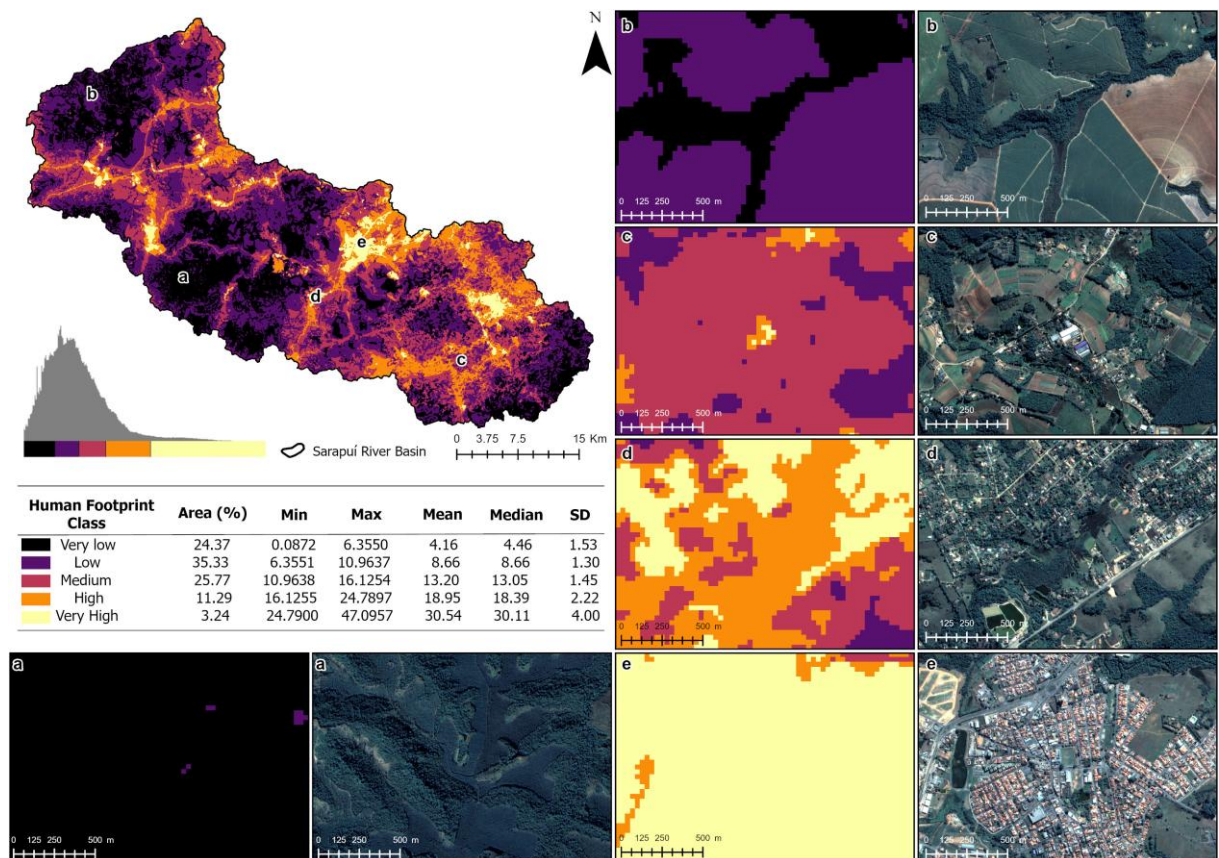 N
b
a
e
d
c
Sarapuí River Basin
0 3.75 7.5 15 Km
Human Footprint Class Area (%) Min Max Mean Median SD
Very low 24.37 0.0872 6.3550 4.16 4.46 1.53
Low 35.33 6.3551 10.9637 8.66 8.66 1.30
Medium 25.77 10.9638 16.1254 13.20 13.05 1.45
High 11.29 16.1255 24.7897 18.95 18.39 2.22
Very High 3.24 24.7900 47.0957 30.54 30.11 4.00
b
0 125 250 500 m
b
0 125 250 500 m
c
0 125 250 500 m
c
0 125 250 500 m
d
0 125 250 500 m
d
0 125 250 500 m
a
0 125 250 500 m
a
0 125 250 500 m
e
0 125 250 500 m
e
0 125 250 500 m